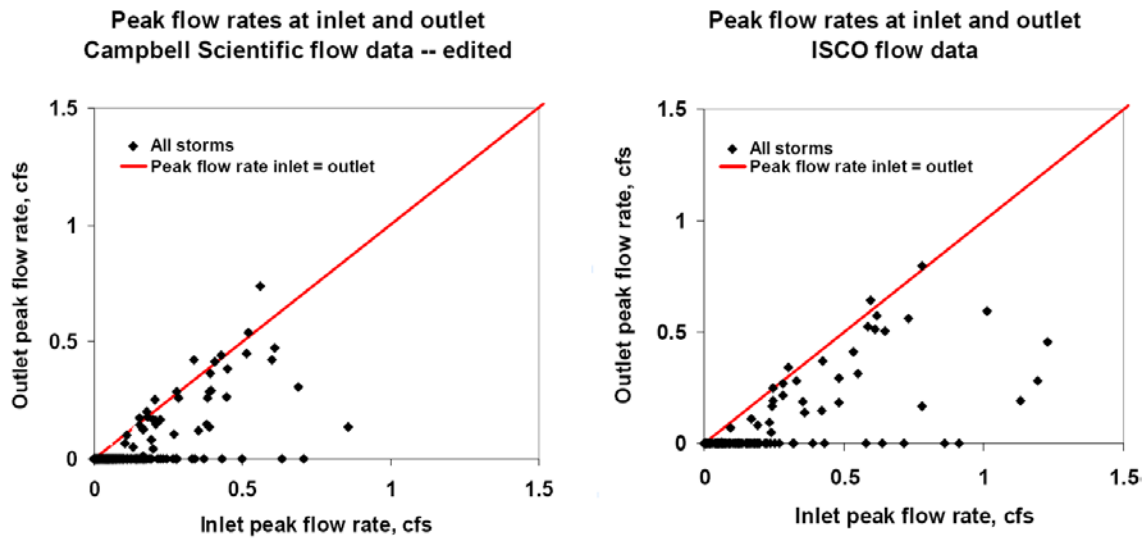 Peak flow rates at inlet and outlet
Campbell Scientific flow data -- edited
1.5
All storms
Peak flow rate inlet = outlet
1
0.5
0
0
0.5
1
1.5
Outlet peak flow rate, cfs
Inlet peak flow rate, cfs
Peak flow rates at inlet and outlet
ISCO flow data
1.5
All storms
Peak flow rate inlet = outlet
1
0.5
0
0
0.5
1
1.5
Outlet peak flow rate, cfs
Inlet peak flow rate, cfs